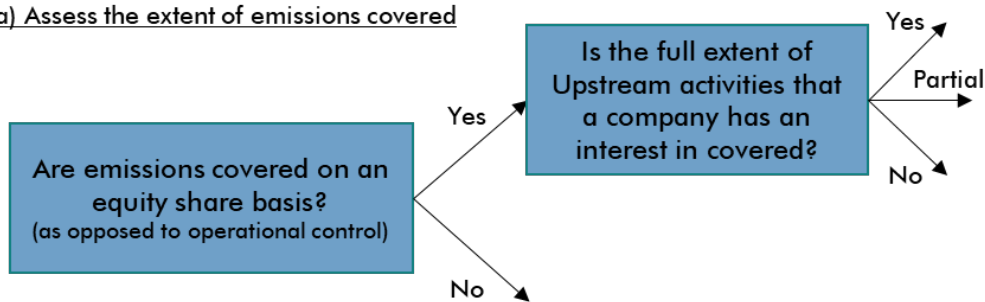 a) Assess the extent of emissions covered
Are emissions covered on an
equity share basis?
(as opposed to operational control)
Yes
No
Is the full extent of
Upstream activities that
a company has an
interest in covered?
Yes
Partial
No